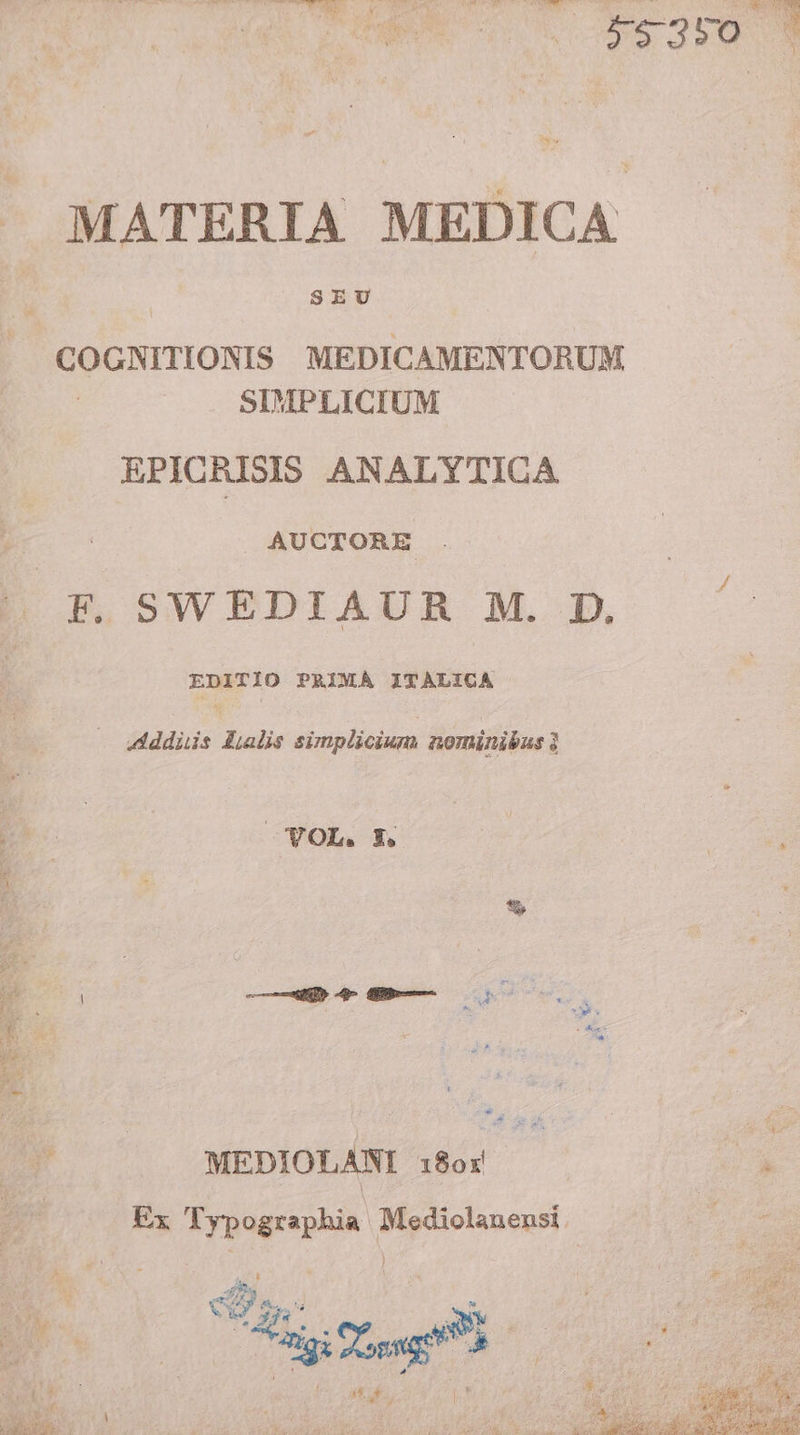 55350
MATERIA MEDICA
SEU
COGNITIONIS MEDICAMENTORUM
SIMPLICIUM
EPICRISIS ANALYTICA
AUCTORE
F. SWEDIAUR M. D.
EDITIO PRIMA ITALICA
Additis Italis simplicium nominibus;
VOL. I.
MEDIOLANI 1801
Ex Typographia Mediolanensi